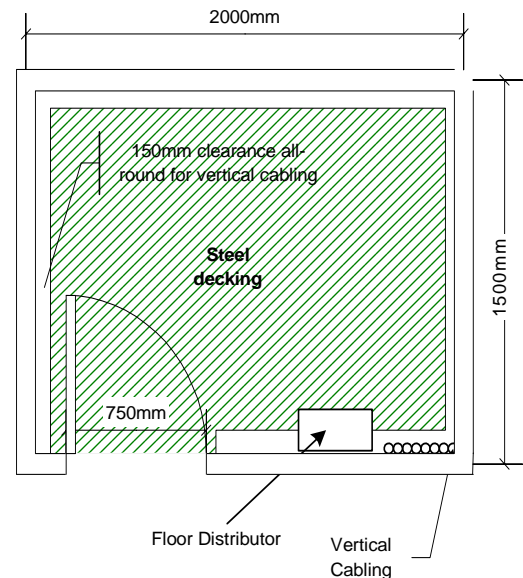 2000mm
150mm clearance all-
round for vertical cabling
Steel
decking
1500mm
750mm
Floor Distributor
Vertical
Cabling